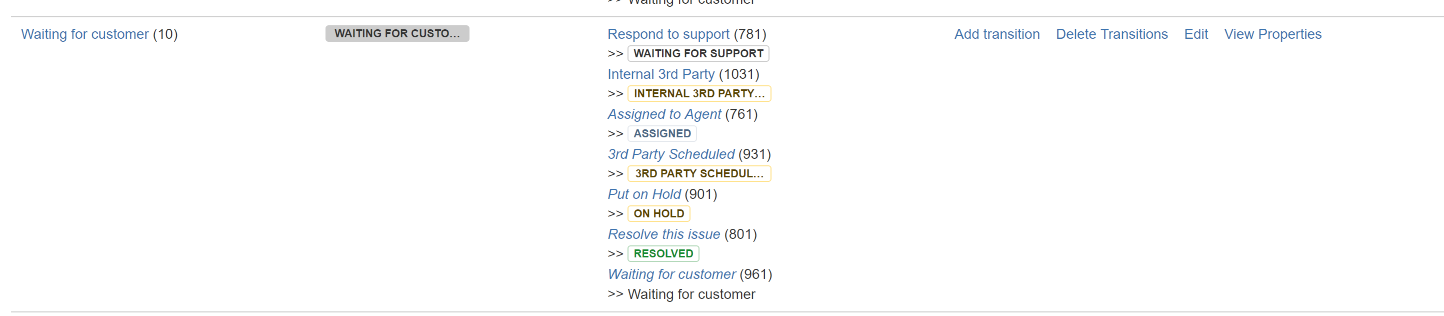 >> Waiting for customer
Waiting for customer (10) WAITING FOR CUSTO... Respond to support (781) Add transition Delete Transitions Edit View Properties
>> WAITING FOR SUPPORT
Internal 3rd Party (1031)
>> INTERNAL 3RD PARTY...
Assigned to Agent (761)
>> ASSIGNED
3rd Party Scheduled (931)
>> 3RD PARTY SCHEDUL...
Put on Hold (901)
>> ON HOLD
Resolve this issue (801)
>> RESOLVED
Waiting for customer (961)
>> Waiting for customer